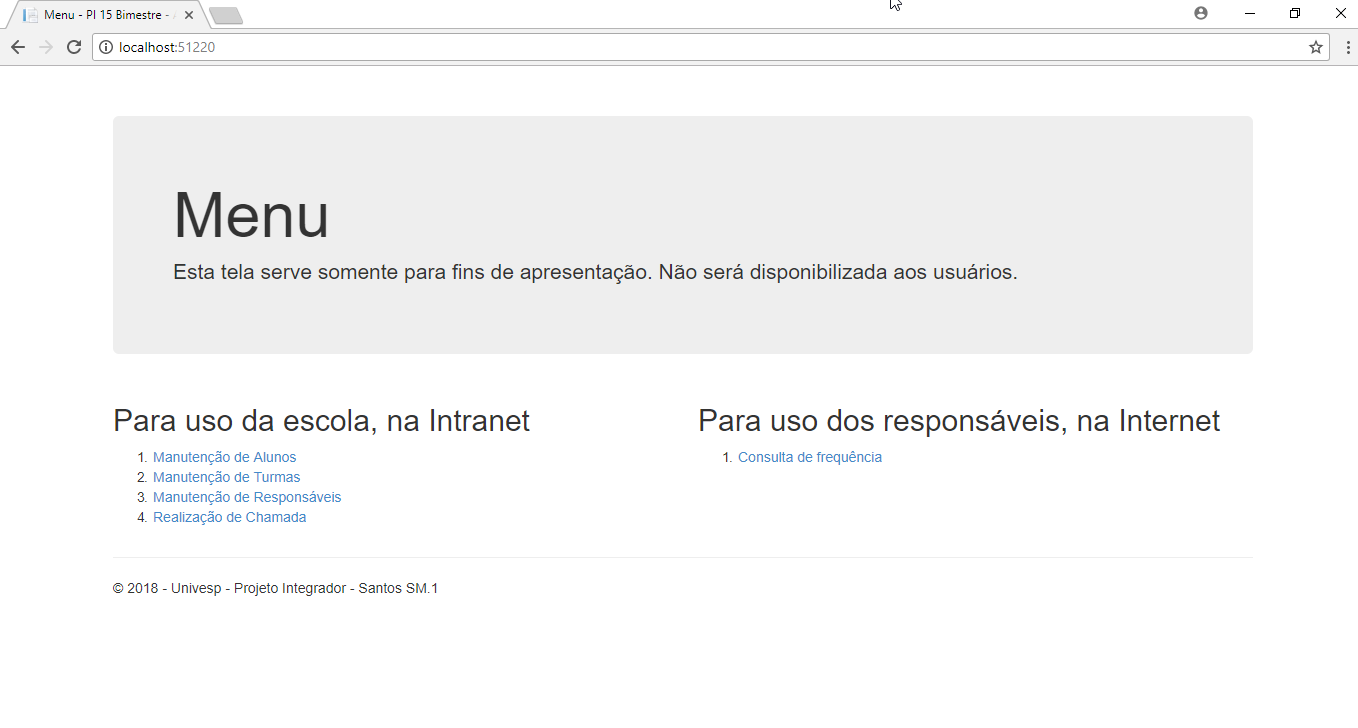 Menu - PI 15 Bimestre -
localhost:51220
Menu
Esta tela serve somente para fins de apresentação. Não será disponibilizada aos usuários.
Para uso da escola, na Intranet
1. Manutenção de Alunos
2. Manutenção de Turmas
3. Manutenção de Responsáveis
4. Realização de Chamada
Para uso dos responsáveis, na Internet
1. Consulta de frequência
© 2018 - Univesp - Projeto Integrador - Santos SM.1